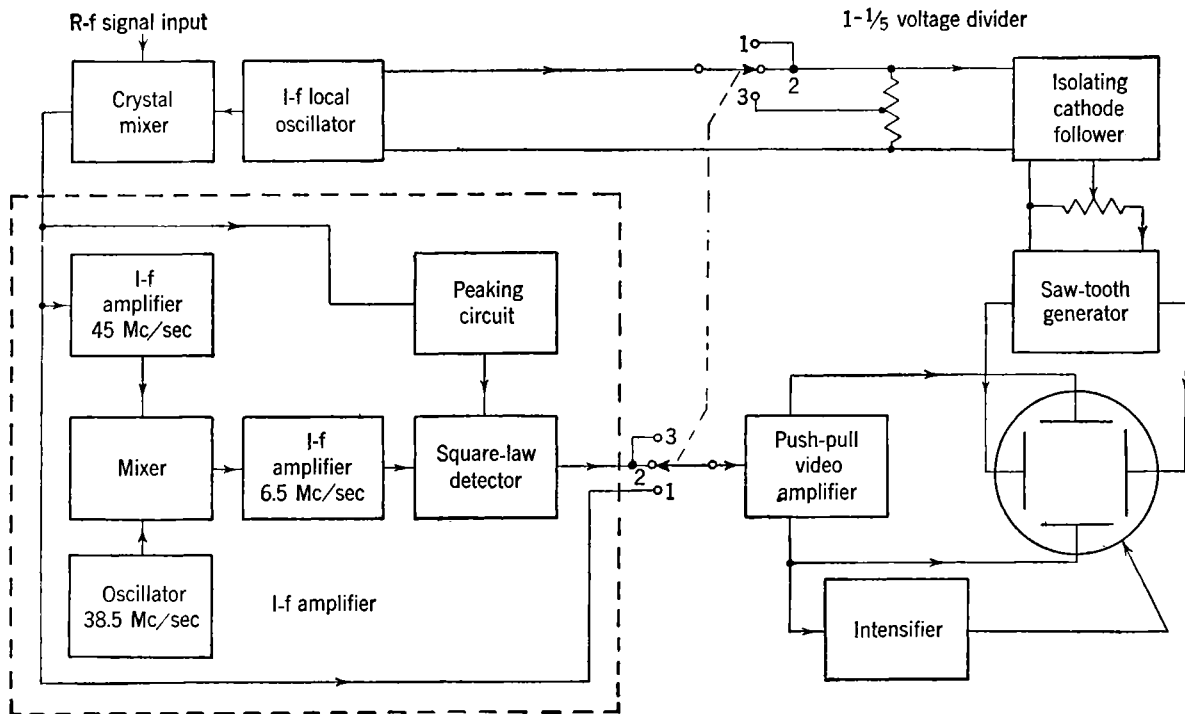 R-f signal input
1-1/5 voltage divider
Crystal
mixer
I-f local
oscillator
1
2
3
Isolating
cathode
follower
I-f
amplifier
45 Mc/sec
Peaking
circuit
Saw-tooth
generator
Mixer
I-f
amplifier
6.5 Mc/sec
Square-law
detector
3
2
1
Push-pull
video
amplifier
Oscillator
38.5 Mc/sec
I-f amplifier
Intensifier